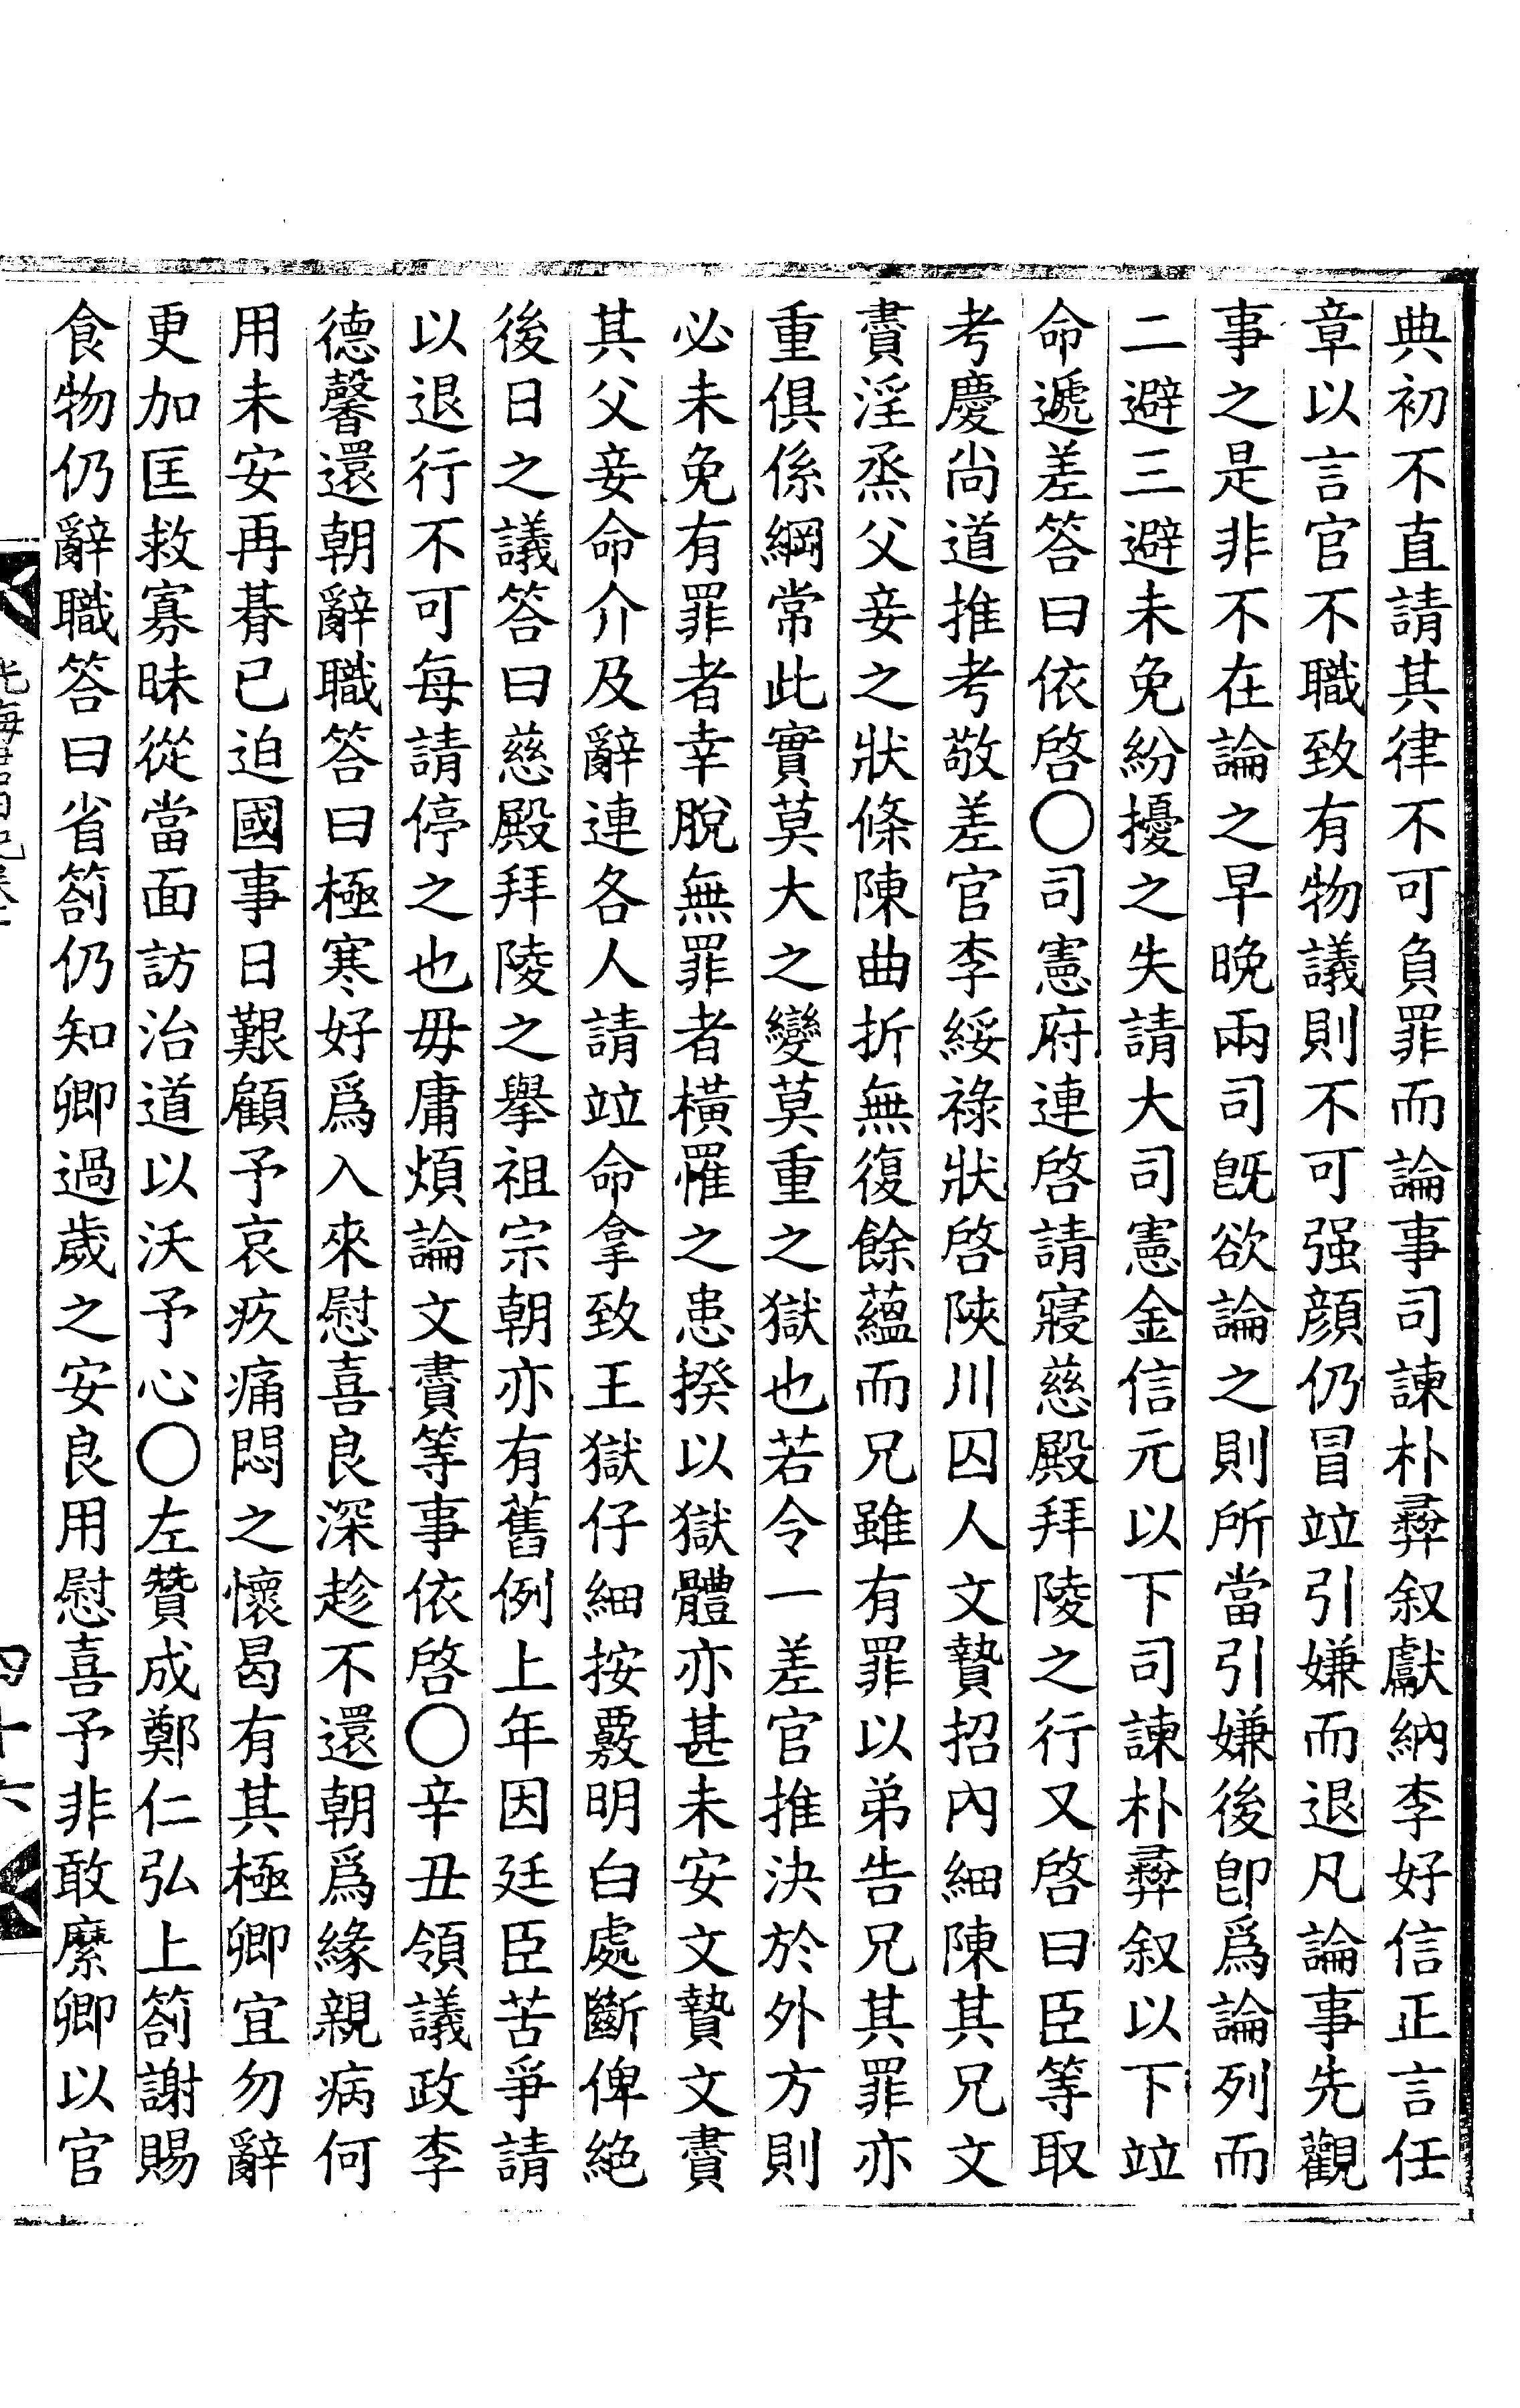 典初不直請其律不可負罪而論事司諫朴彝叙獻納李好信正言任
章以言官不職致有物議則不可强顔仍冒竝引嫌而退凡論事先觀
事之是非不在論之早晩兩司旣欲論之則所當引嫌後卽爲論列而
二避三避未免紛擾之失請大司憲金信元以下司諫朴彝叙以下竝
命遞差答曰依啓〇司憲府連啓請寢慈殿拜陵之行又啓曰臣等取
考慶尙道推考敬差官李綏祿狀啓陜川囚人文贄招內細陳其兄文
賮淫烝父妾之狀條陳曲折無復餘蘊而兄雖有罪以弟告兄其罪亦
重俱係綱常此實莫大之變莫重之獄也若令一差官推決於外方則
必未免有罪者幸脫無罪者橫罹之患揆以獄體亦甚未安文贄文賮
其父妾命介及辭連各人請竝命拿致王獄仔細按覈明白處斷俾絶
後日之議答曰慈殿拜陵之擧祖宗朝亦有舊例上年因廷臣苦爭請
以退行不可每請停之也毋庸煩論文賮等事依啓〇辛丑領議政李
德馨還朝辭職答曰極寒好爲入來慰喜良深趁不還朝爲緣親病何
用未安再朞已迫國事日艱顧予哀疚痛悶之懷曷有其極卿宜勿辭
更加匡救寡昧從當面訪治道以沃予心〇左贊成鄭仁弘上箚謝賜
食物仍辭職答曰省箚仍知卿過歲之安良用慰喜予非敢縻卿以官
四十六